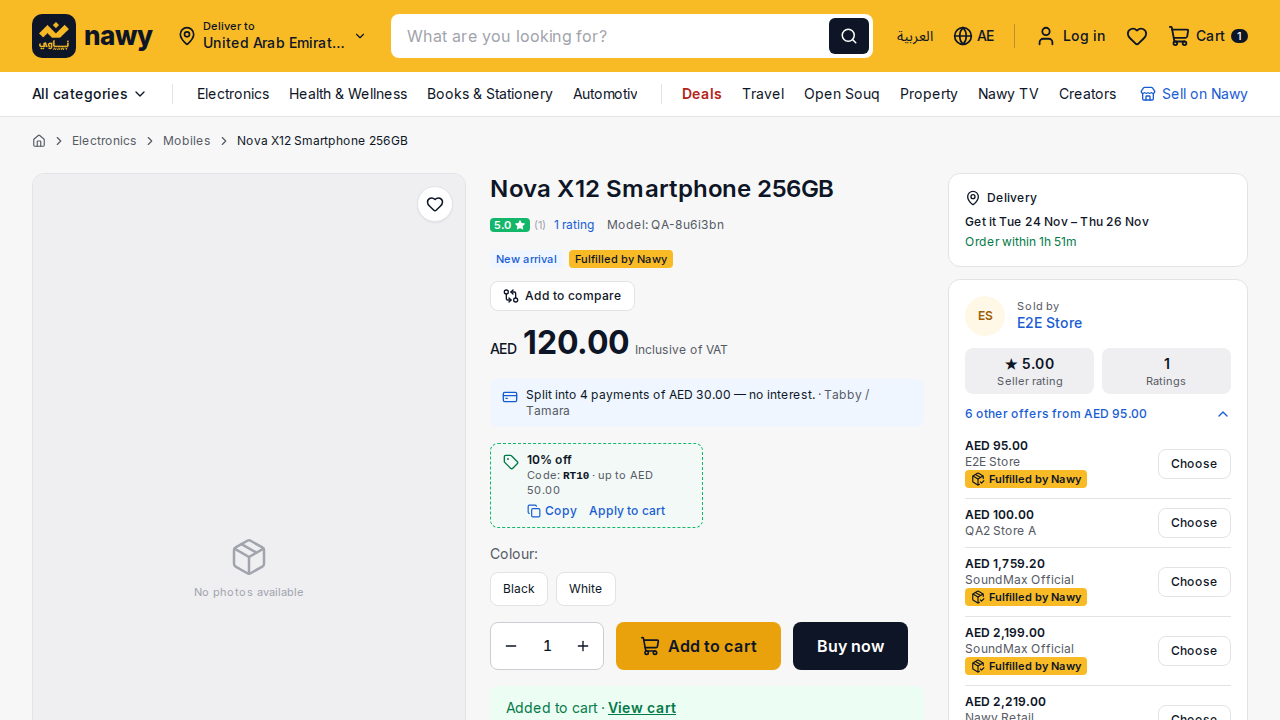 نـاوي
NAWY
nawy
Deliver to
United Arab Emirat...
What are you looking for?
العربية
AE
Log in
Cart 1
All categories
Electronics
Health & Wellness
Books & Stationery
Automotiv
Deals
Travel
Open Souq
Property
Nawy TV
Creators
Sell on Nawy
Electronics
Mobiles
Nova X12 Smartphone 256GB
No photos available
Nova X12 Smartphone 256GB
5.0 ★ (1) 1 rating Model: QA-8u6l3bn
New arrival Fulfilled by Nawy
Add to compare
AED 120.00 Inclusive of VAT
Split into 4 payments of AED 30.00 — no interest. · Tabby /
Tamara
10% off
Code: RT10 · up to AED
50.00
Copy Apply to cart
Colour:
Black White
− 1 + Add to cart Buy now
Added to cart · View cart
Delivery
Get it Tue 24 Nov – Thu 26 Nov
Order within 1h 51m
ES
Sold by
E2E Store
★ 5.00
Seller rating
1
Ratings
6 other offers from AED 95.00
AED 95.00
E2E Store
Fulfilled by Nawy
Choose
AED 100.00
QA2 Store A
Choose
AED 1,759.20
SoundMax Official
Fulfilled by Nawy
Choose
AED 2,199.00
SoundMax Official
Fulfilled by Nawy
Choose
AED 2,219.00
Nawy Retail
Choose